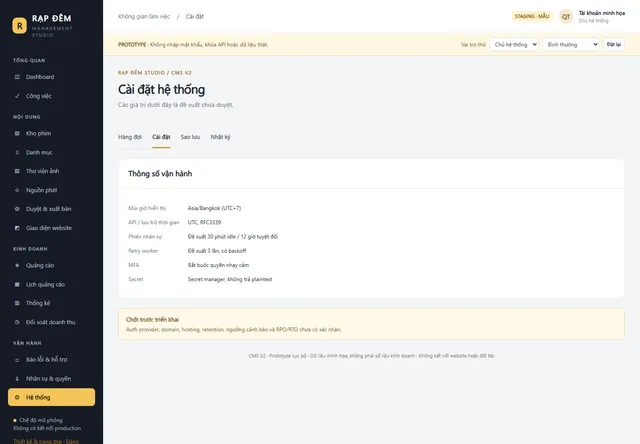 R
RẠP ĐÊM
MANAGEMENT
STUDIO
TỔNG QUAN
Dashboard
Công việc
NỘI DUNG
Kho phim
Danh mục
Thư viện ảnh
Nguồn phát
Duyệt & xuất bản
Giao diện website
KINH DOANH
Quảng cáo
Lịch quảng cáo
Thống kê
Đối soát doanh thu
VẬN HÀNH
Báo lỗi & hỗ trợ
Nhân sự & quyền
Hệ thống
Chế độ mô phỏng
Không có kết nối production
Không gian làm việc / Cài đặt
STAGING · MẪU
QT
Tài khoản minh họa
Chủ hệ thống
PROTOTYPE · Không nhập mật khẩu, khóa API hoặc dữ liệu thật.
Vai trò thử
Chủ hệ thống
Bình thường
Đặt lại
RẠP ĐÊM STUDIO / CMS V2
Cài đặt hệ thống
Các giá trị dưới đây là đề xuất chưa duyệt.
Hàng đợi Cài đặt Sao lưu Nhật ký
Thông số vận hành
Múi giờ hiển thị Asia/Bangkok (UTC+7)
API / lưu trữ thời gian UTC, RFC3339
Phiên nhân sự Đề xuất 30 phút idle / 12 giờ tuyệt đối
Retry worker Đề xuất 3 lần, có backoff
MFA Bắt buộc quyền nhạy cảm
Secret Secret manager, không trả plaintext
Chốt trước triển khai
Auth provider, domain, hosting, retention, ngưỡng cảnh báo và RPO/RTO chưa có xác nhận.
CMS V2 · Prototype cục bộ · Dữ liệu minh họa, không phải số liệu kinh doanh · Không kết nối website hoặc đối tác